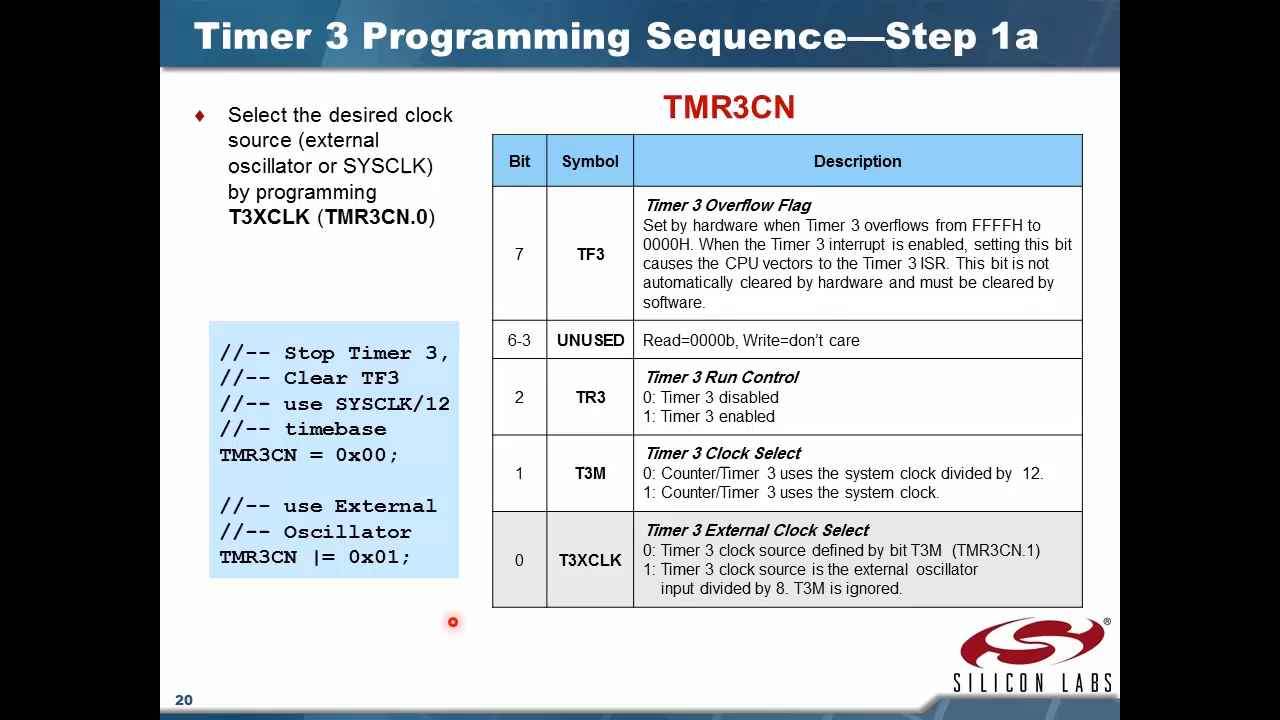 Timer 3 Programming Sequence—Step 1a
♦ Select the desired clock
source (external
oscillator or SYSCLK)
by programming
T3XCLK (TMR3CN.0)
//-- Stop Timer 3,
//-- Clear TF3
//-- use SYSCLK/12
//-- timebase
TMR3CN = 0x00;
//-- use External
//-- Oscillator
TMR3CN |= 0x01;
TMR3CN
Bit Symbol Description
7 TF3 Timer 3 Overflow Flag
Set by hardware when Timer 3 overflows from FFFFH to
0000H. When the Timer 3 interrupt is enabled, setting this bit
causes the CPU vectors to the Timer 3 ISR. This bit is not
automatically cleared by hardware and must be cleared by
software.
6-3 UNUSED Read=0000b, Write=don't care
2 TR3 Timer 3 Run Control
0: Timer 3 disabled
1: Timer 3 enabled
1 T3M Timer 3 Clock Select
0: Counter/Timer 3 uses the system clock divided by 12.
1: Counter/Timer 3 uses the system clock.
0 T3XCLK Timer 3 External Clock Select
0: Timer 3 clock source defined by bit T3M (TMR3CN.1)
1: Timer 3 clock source is the external oscillator
input divided by 8. T3M is ignored.
®
SILICON LABS
20